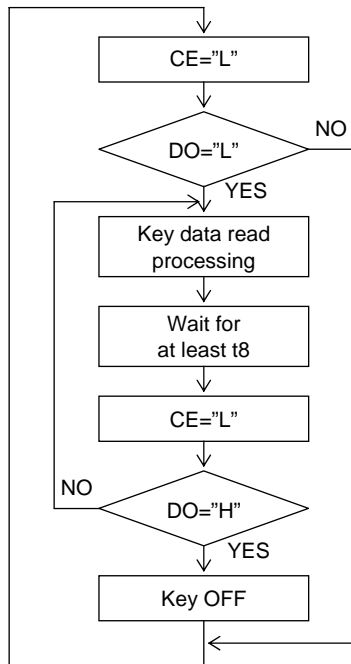 CE=”L”
DO=”L”
NO
YES
Key data read
processing
Wait for
at least t8
CE=”L”
NO
DO=”H”
YES
Key OFF